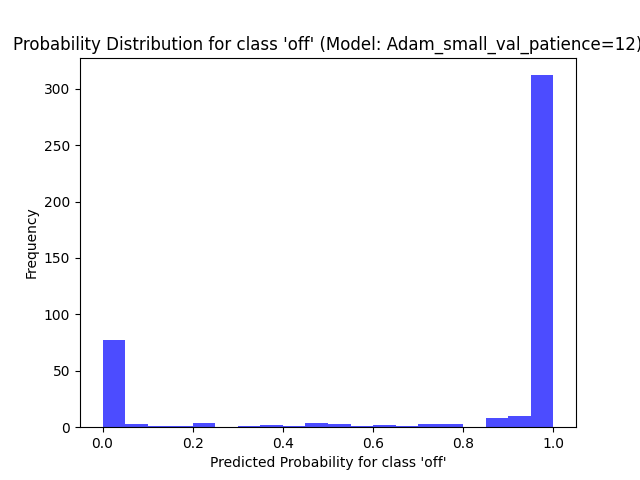 Probability Distribution for class 'off' (Model: Adam_small_val_patience=12)
Frequency
300
250
200
150
100
50
0
0.0 0.2 0.4 0.6 0.8 1.0
Predicted Probability for class 'off'